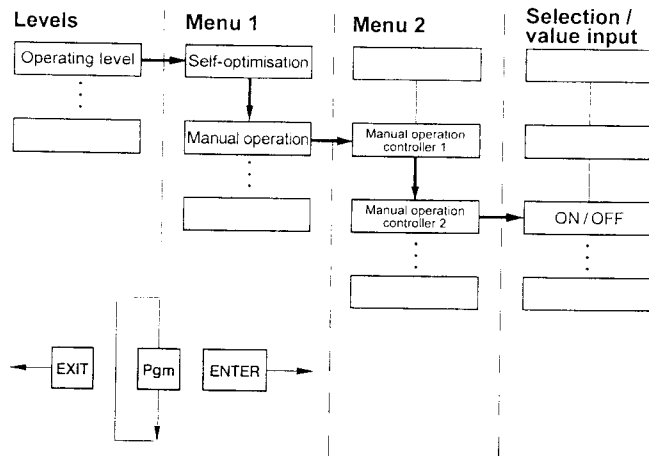 Levels
Menu 1
Menu 2
Selection /
value input
Operating level
Self-optimisation
Manual operation
Manual operation
controller 1
Manual operation
controller 2
ON / OFF
EXIT
Pgm
ENTER